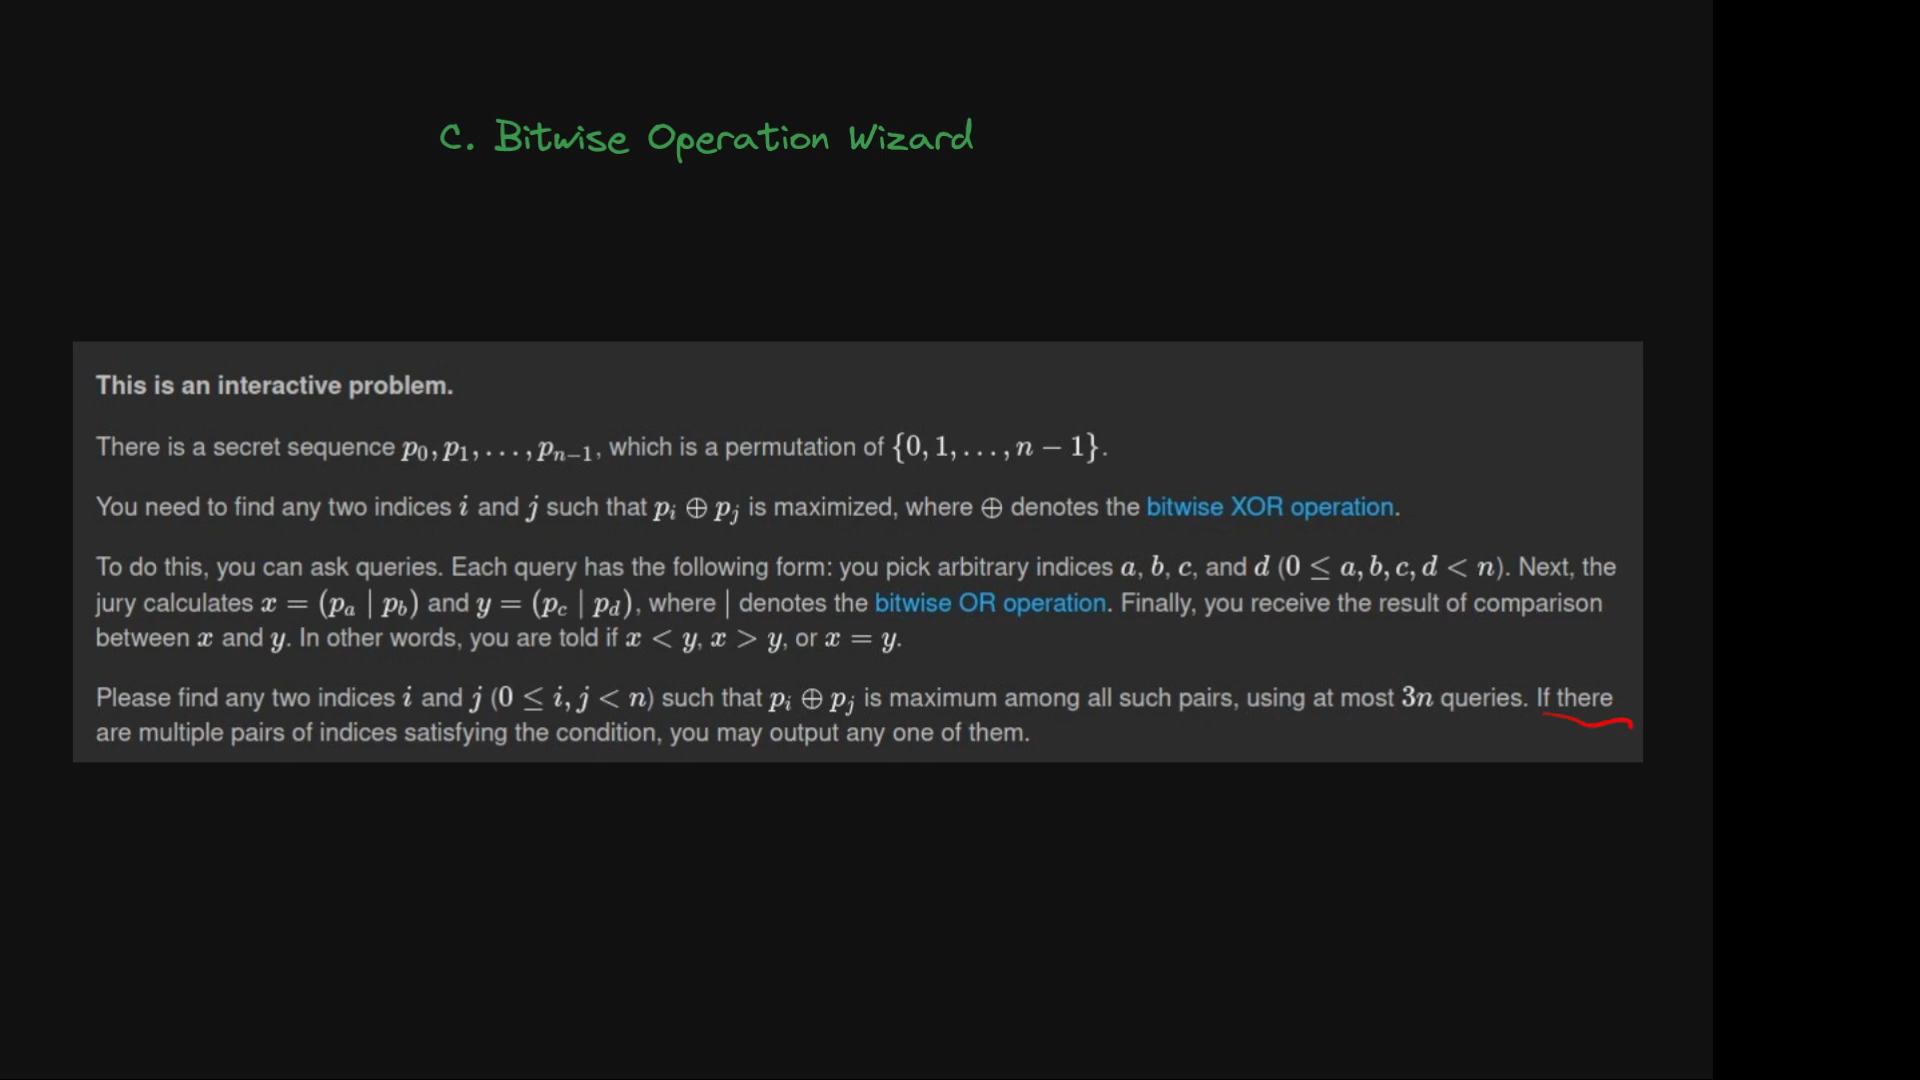 C. Bitwise Operation Wizard
This is an interactive problem.
There is a secret sequence p₀, p₁, . . . , pₙ₋₁, which is a permutation of {0, 1, . . . , n − 1}.
You need to find any two indices i and j such that pᵢ ⊕ pⱼ is maximized, where ⊕ denotes the bitwise XOR operation.
To do this, you can ask queries. Each query has the following form: you pick arbitrary indices a, b, c, and d (0 ≤ a, b, c, d < n). Next, the
jury calculates x = (pₐ | p_b) and y = (p_c | p_d), where | denotes the bitwise OR operation. Finally, you receive the result of comparison
between x and y. In other words, you are told if x < y, x > y, or x = y.
Please find any two indices i and j (0 ≤ i, j < n) such that pᵢ ⊕ pⱼ is maximum among all such pairs, using at most 3n queries. If there
are multiple pairs of indices satisfying the condition, you may output any one of them.